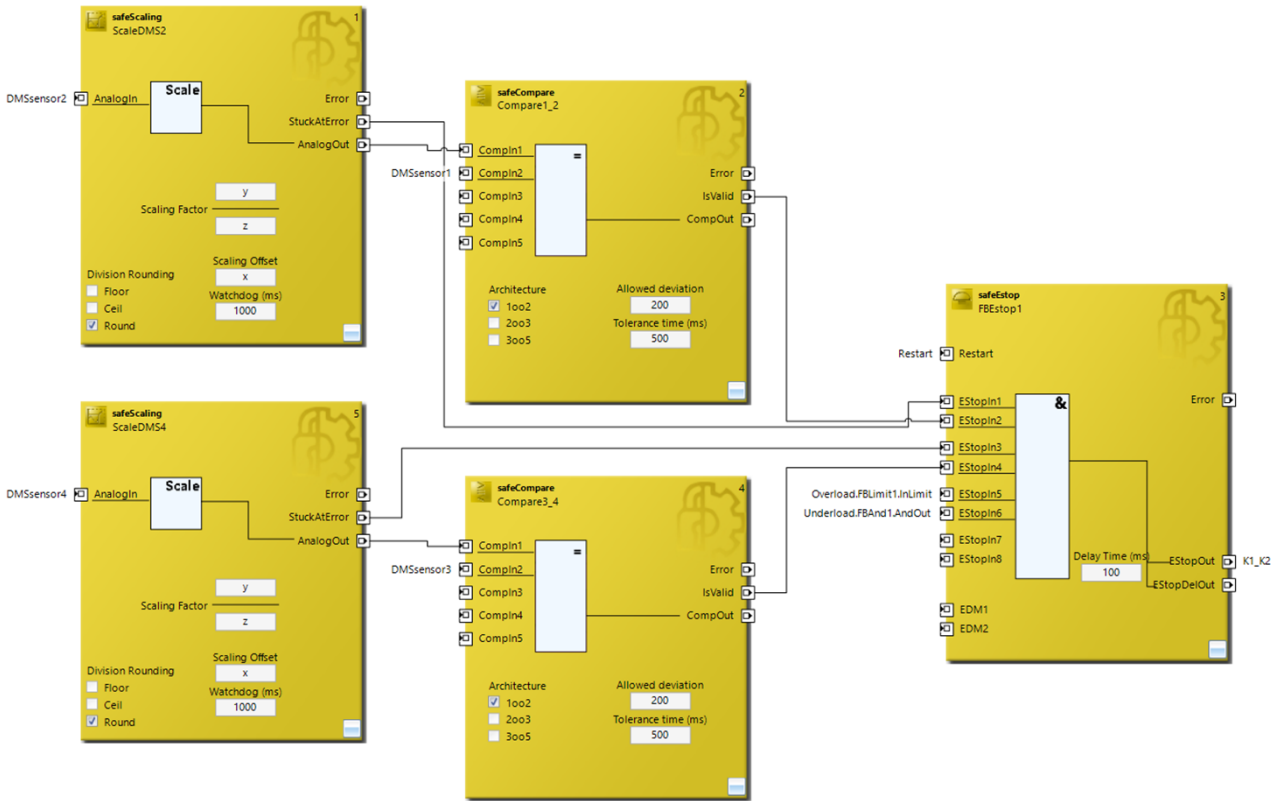 safeScaling
ScaleDMS2
1
DMSsensor2
AnalogIn
Scale
Error
StuckAtError
AnalogOut
y
Scaling Factor
z
Scaling Offset
x
Division Rounding
Floor
Ceil
Round
Watchdog (ms)
1000
safeCompare
Compare1_2
2
CompIn1
=
DMSsensor1
CompIn2
CompIn3
CompIn4
CompIn5
Error
IsValid
CompOut
Architecture
1oo2
2oo3
3oo5
Allowed deviation
200
Tolerance time (ms)
500
safeEstop
FBEstop1
3
Restart
Restart
EStopIn1
&
EStopIn2
EStopIn3
EStopIn4
Overload.FBLimit1.InLimit
EStopIn5
Underload.FBAnd1.AndOut
EStopIn6
EStopIn7
EStopIn8
EDM1
EDM2
Error
Delay Time (ms)
100
EStopOut
K1_K2
EStopDelOut
safeScaling
ScaleDMS4
5
DMSsensor4
AnalogIn
Scale
Error
StuckAtError
AnalogOut
y
Scaling Factor
z
Scaling Offset
x
Division Rounding
Floor
Ceil
Round
Watchdog (ms)
1000
safeCompare
Compare3_4
4
CompIn1
=
DMSsensor3
CompIn2
CompIn3
CompIn4
CompIn5
Error
IsValid
CompOut
Architecture
1oo2
2oo3
3oo5
Allowed deviation
200
Tolerance time (ms)
500